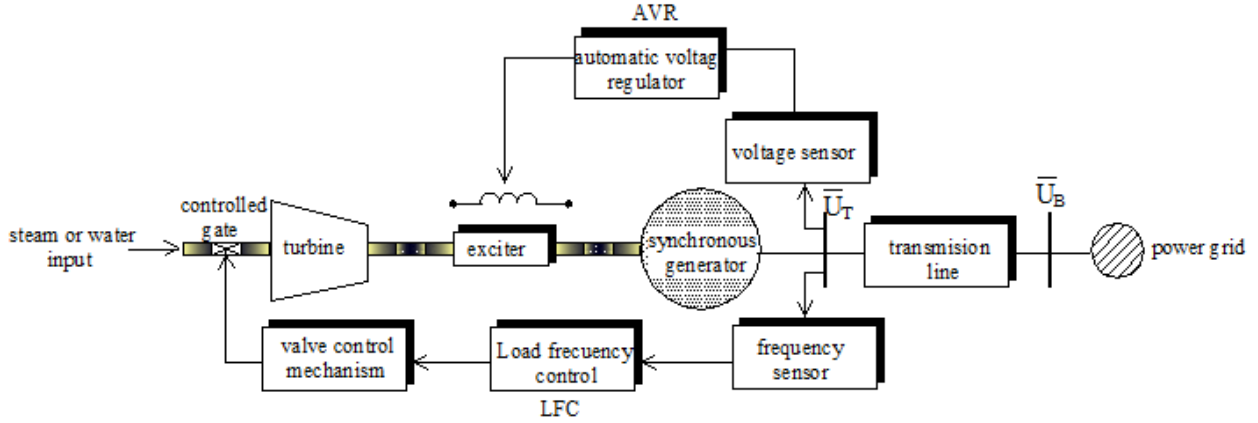 AVR
automatic voltag
regulator
voltage sensor
U_T
U_B
controlled
gate
steam or water
input
turbine
exciter
synchronous
generator
transmision
line
power grid
valve control
mechanism
Load frecuency
control
LFC
frequency
sensor